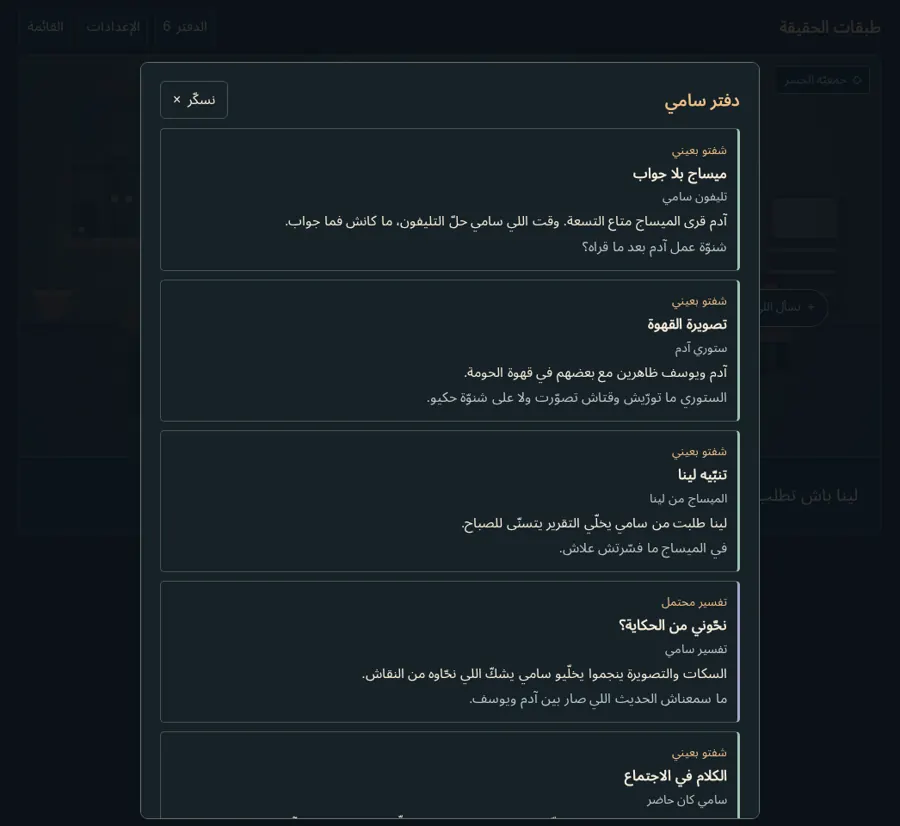 طبقات الحقيقة
الدفتر 6
الإعدادات
القائمة
جمعيّة الجسر
دفتر سامي
نسكّر ×
شفتو بعيني
ميساج بلا جواب
تليفون سامي
آدم قرى الميساج متاع التسعة. وقت اللي سامي حلّ التليفون، ما كانش فما جواب.
شنوّة عمل آدم بعد ما قراه؟
شفتو بعيني
تصويرة القهوة
ستوري آدم
آدم ويوسف ظاهرين مع بعضهم في قهوة الحومة.
الستوري ما تورّيش وقتاش تصوّرت ولا على شنوّة حكيو.
شفتو بعيني
تنبّيه لينا
الميساج من لينا
لينا طلبت من سامي يخلّي التقرير يتسنّى للصباح.
في الميساج ما فسّرتش علاش.
تفسير محتمل
نحّوني من الحكاية؟
تفسير سامي
السكات والتصويرة ينجموا يخلّيو سامي يشكّ اللي نحّاوه من النقاش.
ما سمعناش الحديث اللي صار بين آدم ويوسف.
شفتو بعيني
الكلام في الاجتماع
سامي كان حاضر
+ نسأل اللي
لينا باش تطلب